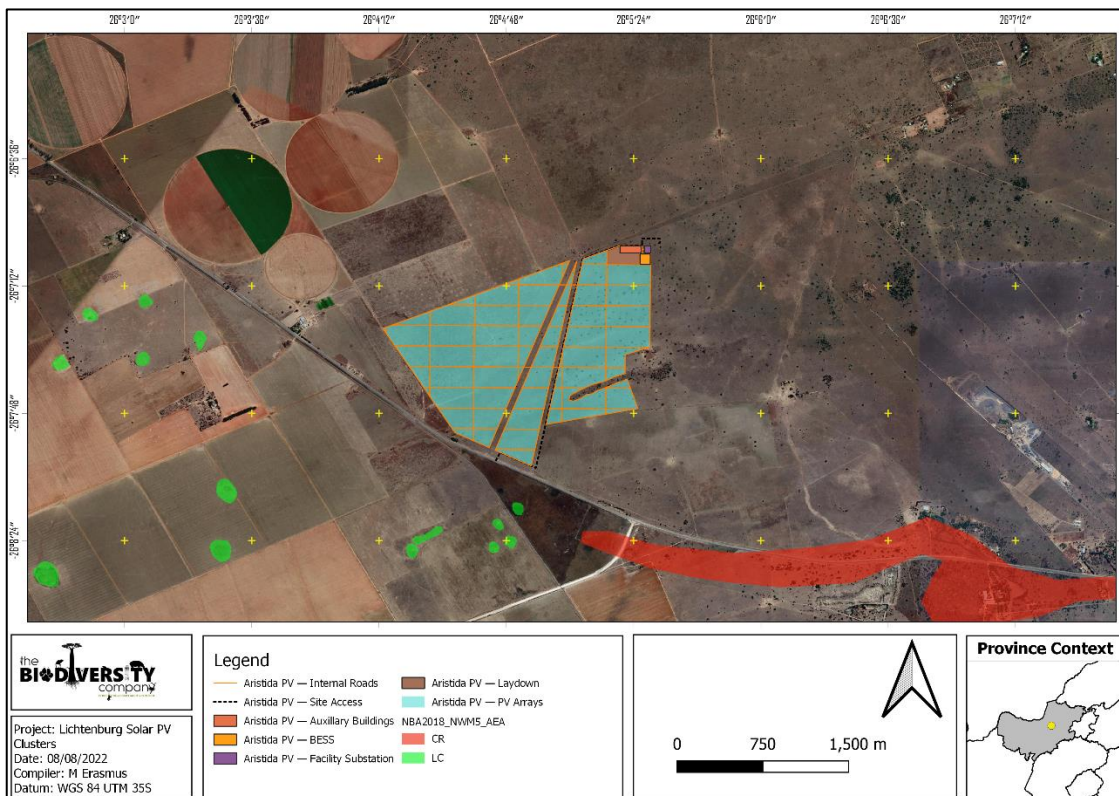 26°3′0″ 26°3′36″ 26°4′12″ 26°4′48″ 26°5′24″ 26°6′0″ 26°6′36″ 26°7′12″
-26°6′36″
-26°7′12″
-26°7′48″
-26°8′24″
the
BIODIVERSITY
company
Project: Lichtenburg Solar PV
Clusters
Date: 08/08/2022
Compiler: M Erasmus
Datum: WGS 84 UTM 35S
Legend
Aristida PV — Internal Roads
Aristida PV — Site Access
Aristida PV — Auxillary Buildings
Aristida PV — BESS
Aristida PV — Facility Substation
Aristida PV — Laydown
Aristida PV — PV Arrays
NBA2018_NWM5_AEA
CR
LC
0 750 1,500 m
Province Context